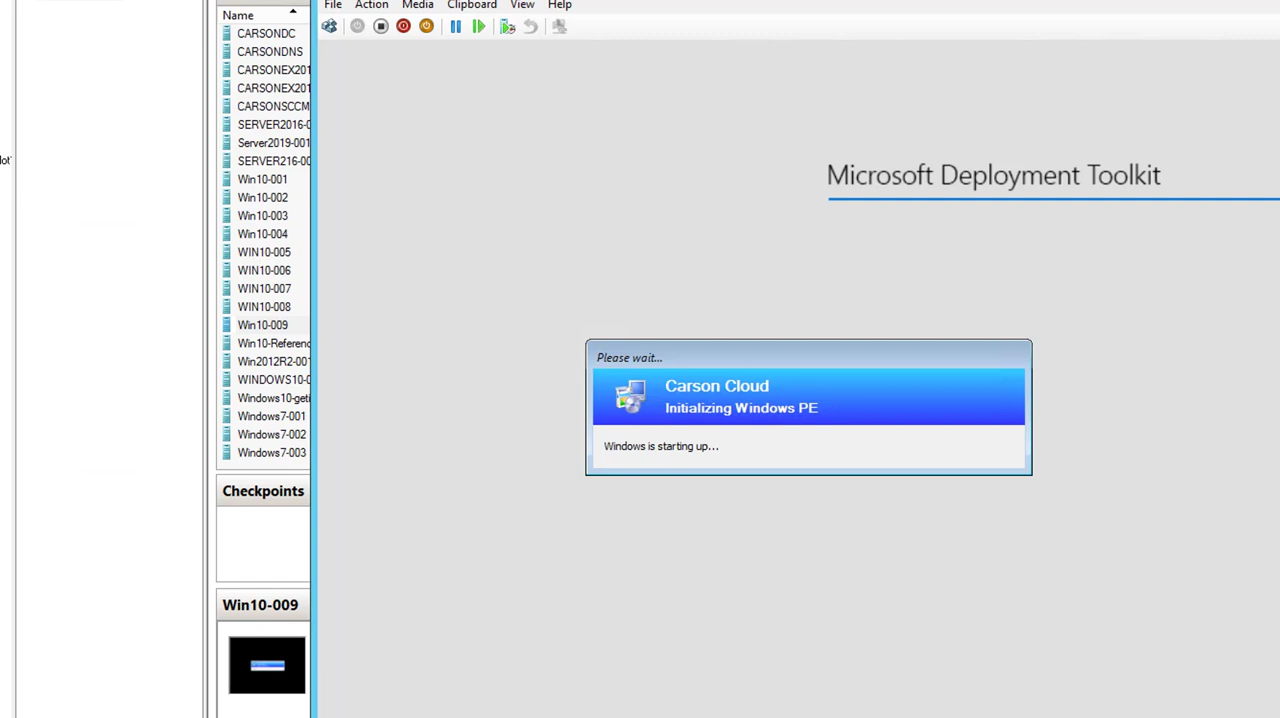 File Action Media Clipboard View Help
Name
CARSONDC
CARSONDNS
CARSONEX201
CARSONEX201
CARSONSCCM
SERVER2016-0
Server2019-001
SERVER216-00
Win10-001
Win10-002
Win10-003
Win10-004
WIN10-005
WIN10-006
WIN10-007
WIN10-008
Win10-009
Win10-Referenc
Win2012R2-001
WINDOWS10-0
Windows10-geti
Windows7-001
Windows7-002
Windows7-003
Checkpoints
Win10-009
Microsoft Deployment Toolkit
Please wait...
Carson Cloud
Initializing Windows PE
Windows is starting up...